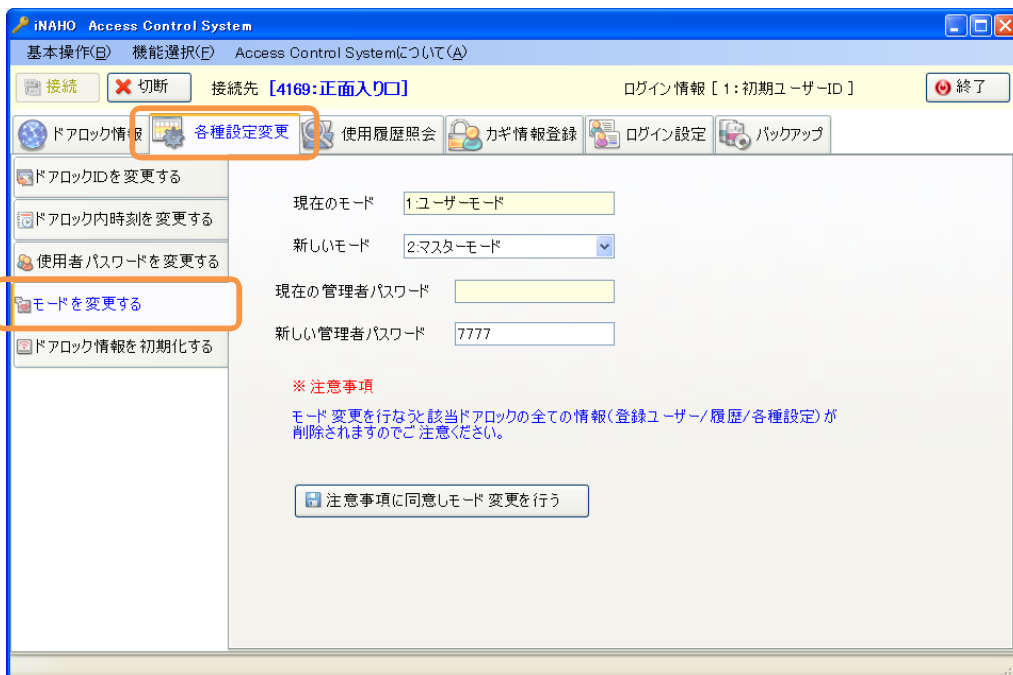 iNAHO Access Control System
基本操作(B) 機能選択(F) Access Control Systemについて(A)
接続 切断 接続先 [4169:正面入り口] ログイン情報 [ 1:初期ユーザーID ] 終了
ドアロック情報 各種設定変更 使用履歴照会 カギ情報登録 ログイン設定 バックアップ
ドアロックIDを変更する
ドアロック内時刻を変更する
使用者パスワードを変更する
モードを変更する
ドアロック情報を初期化する
現在のモード 1:ユーザーモード
新しいモード 2:マスターモード
現在の管理者パスワード
新しい管理者パスワード 7777
※注意事項
モード変更を行なうと該当ドアロックの全ての情報(登録ユーザー/履歴/各種設定)が
削除されますのでご注意ください。
注意事項に同意しモード変更を行う